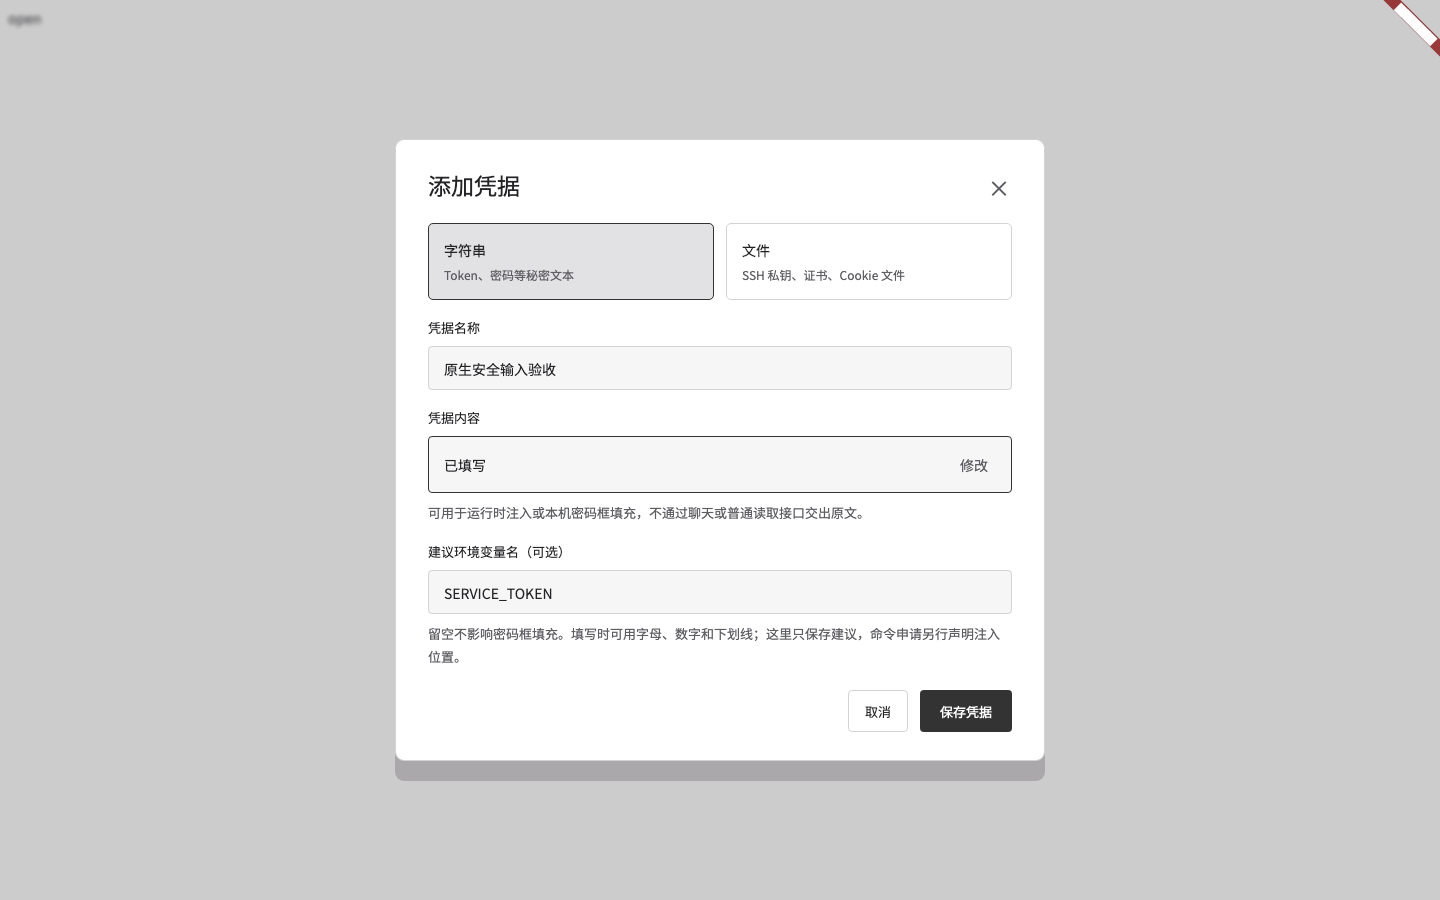 open
添加凭据
字符串
Token、密码等秘密文本
文件
SSH 私钥、证书、Cookie 文件
凭据名称
原生安全输入验收
凭据内容
已填写
修改
可用于运行时注入或本机密码框填充，不通过聊天或普通读取接口交出原文。
建议环境变量名（可选）
SERVICE_TOKEN
留空不影响密码框填充。填写时可用字母、数字和下划线；这里只保存建议，命令申请另行声明注入
位置。
取消
保存凭据